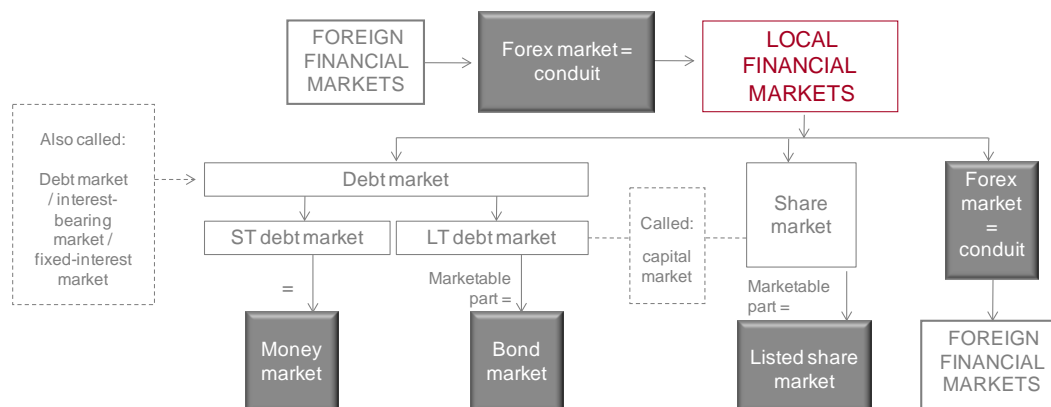 FOREIGN
FINANCIAL
MARKETS
Forex market =
conduit
LOCAL
FINANCIAL
MARKETS
Also called:
Debt market
/ interest-
bearing
market /
fixed-interest
market
Debt market
ST debt market
LT debt market
Called:
capital
market
Share
market
Forex
market
=
conduit
=
Marketable
part =
Marketable
part =
Money
market
Bond
market
Listed share
market
FOREIGN
FINANCIAL
MARKETS